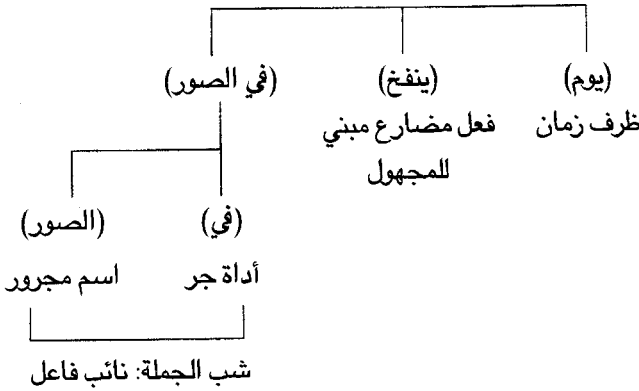 (يوم) (ينفخ) (في الصور)
ظرف زمان فعل مضارع مبني
للمجهول
(في) (الصور)
أداة جر اسم مجرور
شب الجملة: نائب فاعل